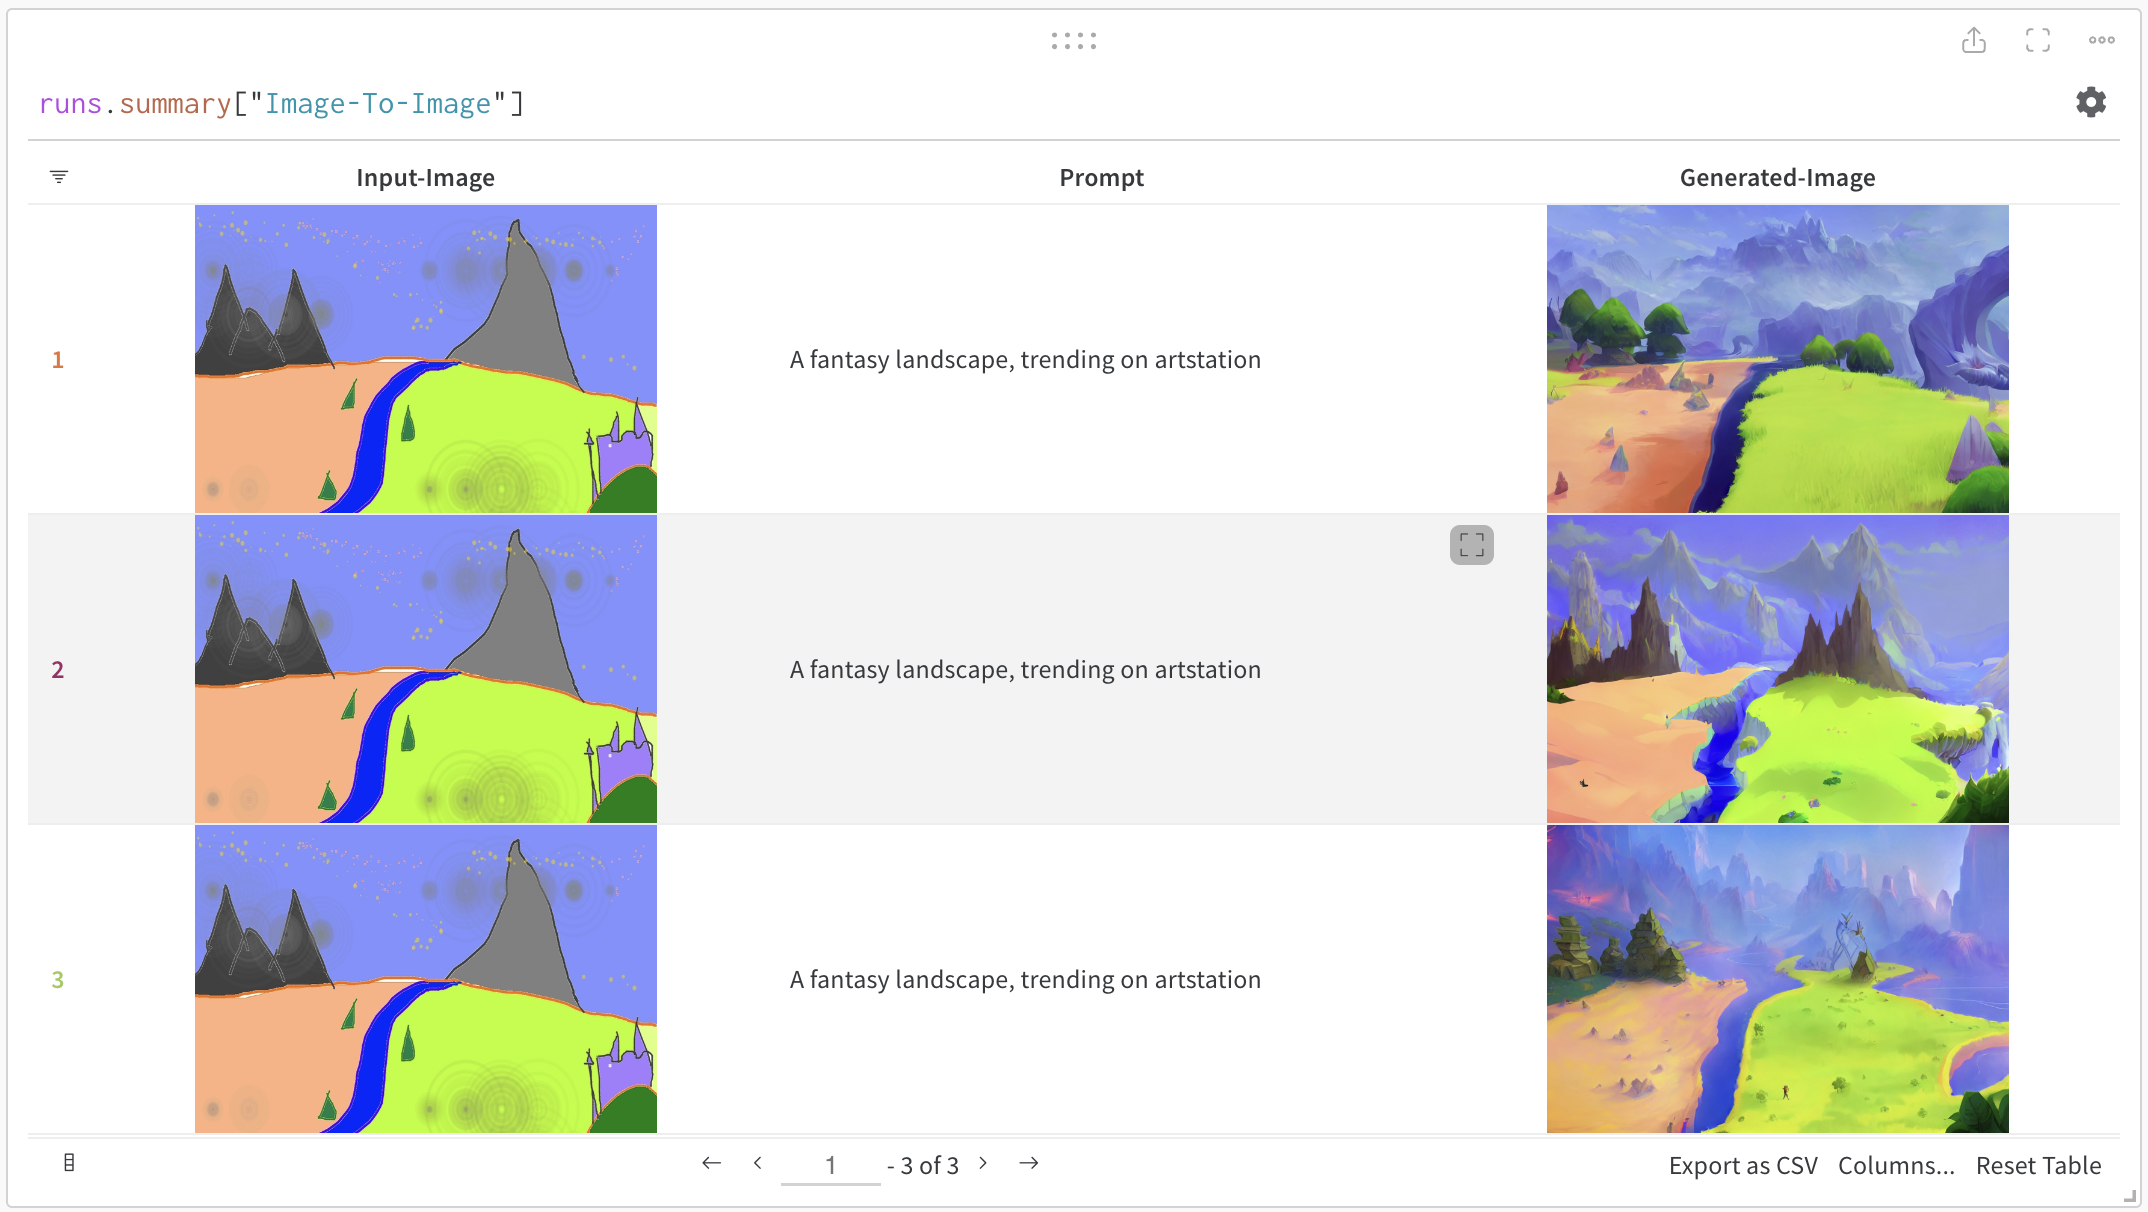 runs.summary["Image-To-Image"]
Input-Image Prompt Generated-Image
1 A fantasy landscape, trending on artstation
2 A fantasy landscape, trending on artstation
3 A fantasy landscape, trending on artstation
1 - 3 of 3 Export as CSV Columns... Reset Table